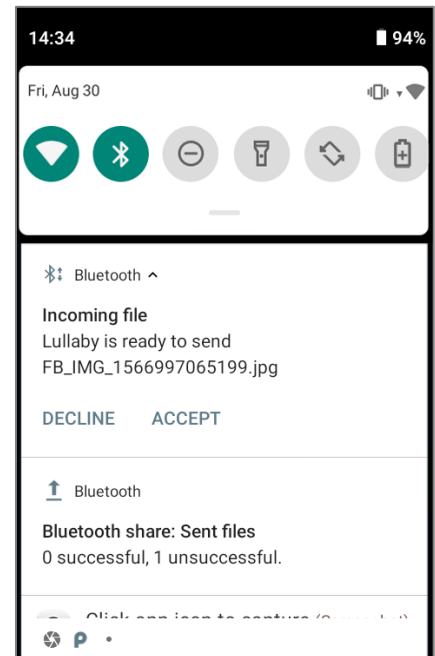 14:34 94%
Fri, Aug 30
Bluetooth
Incoming file
Lullaby is ready to send
FB_IMG_1566997065199.jpg
DECLINE ACCEPT
Bluetooth
Bluetooth share: Sent files
0 successful, 1 unsuccessful.
Click app icon to capture (Screenshot)